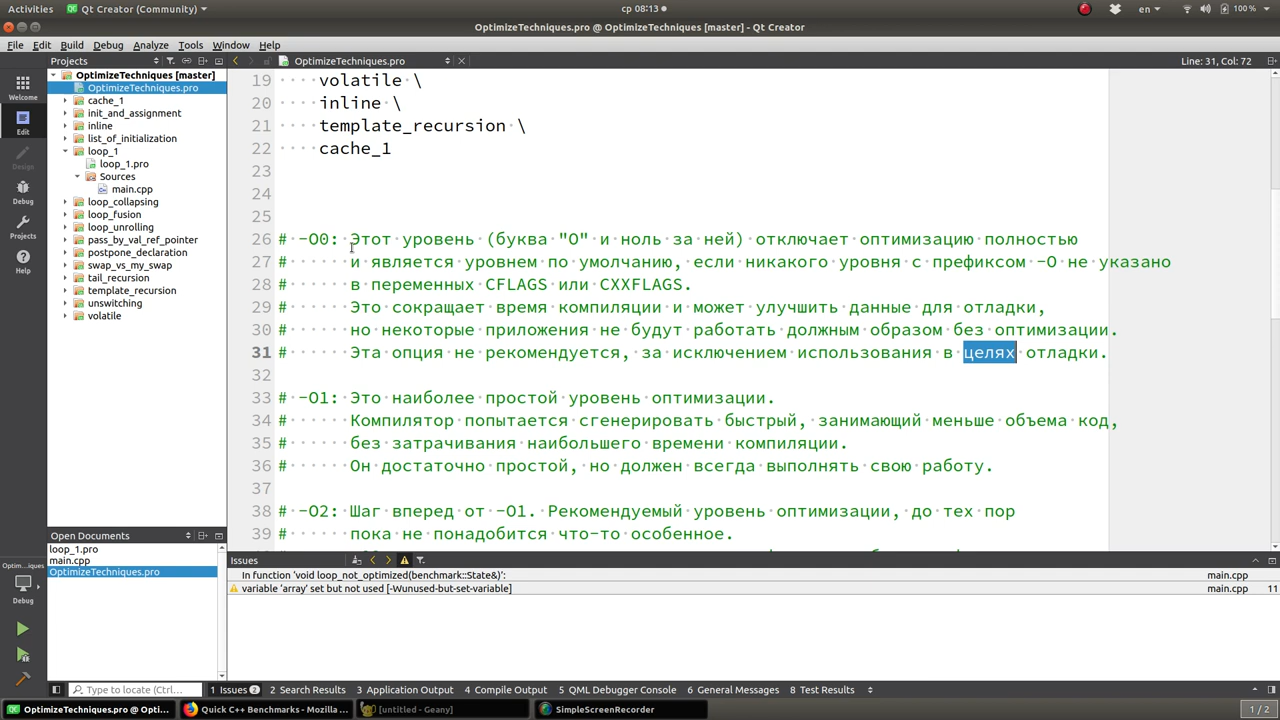 Activities
Qt Creator (Community)
ср 08:13
en
100 %
OptimizeTechniques.pro @ OptimizeTechniques [master] - Qt Creator
File Edit Build Debug Analyze Tools Window Help
Projects
OptimizeTechniques.pro
Line: 31, Col: 72
OptimizeTechniques [master]
OptimizeTechniques.pro
cache_1
init_and_assignment
inline
list_of_initialization
loop_1
loop_1.pro
Sources
main.cpp
loop_collapsing
loop_fusion
loop_unrolling
pass_by_val_ref_pointer
postpone_declaration
swap_vs_my_swap
tail_recursion
template_recursion
unswitching
volatile
Welcome
Edit
Design
Debug
Projects
Help
19 volatile \
20 inline \
21 template_recursion \
22 cache_1
23
24
25
26 # -O0: Этот уровень (буква "O" и ноль за ней) отключает оптимизацию полностью
27 # и является уровнем по умолчанию, если никакого уровня с префиксом -O не указано
28 # в переменных CFLAGS или CXXFLAGS.
29 # Это сокращает время компиляции и может улучшить данные для отладки,
30 # но некоторые приложения не будут работать должным образом без оптимизации.
31 # Эта опция не рекомендуется, за исключением использования в целях отладки.
32
33 # -O1: Это наиболее простой уровень оптимизации.
34 # Компилятор попытается сгенерировать быстрый, занимающий меньше объема код,
35 # без затрачивания наибольшего времени компиляции.
36 # Он достаточно простой, но должен всегда выполнять свою работу.
37
38 # -O2: Шаг вперед от -O1. Рекомендуемый уровень оптимизации, до тех пор
39 # пока не понадобится что-то особенное.
Open Documents
loop_1.pro
main.cpp
OptimizeTechniques.pro
Optim...iques
Debug
Issues
In function 'void loop_not_optimized(benchmark::State&)': main.cpp
variable 'array' set but not used [-Wunused-but-set-variable] main.cpp 11
Type to locate (Ctrl+...
1 Issues 2
2 Search Results
3 Application Output
4 Compile Output
5 QML Debugger Console
6 General Messages
8 Test Results
OptimizeTechniques.pro @ Opti...
Quick C++ Benchmarks - Mozilla ...
[untitled - Geany]
SimpleScreenRecorder
1 / 2